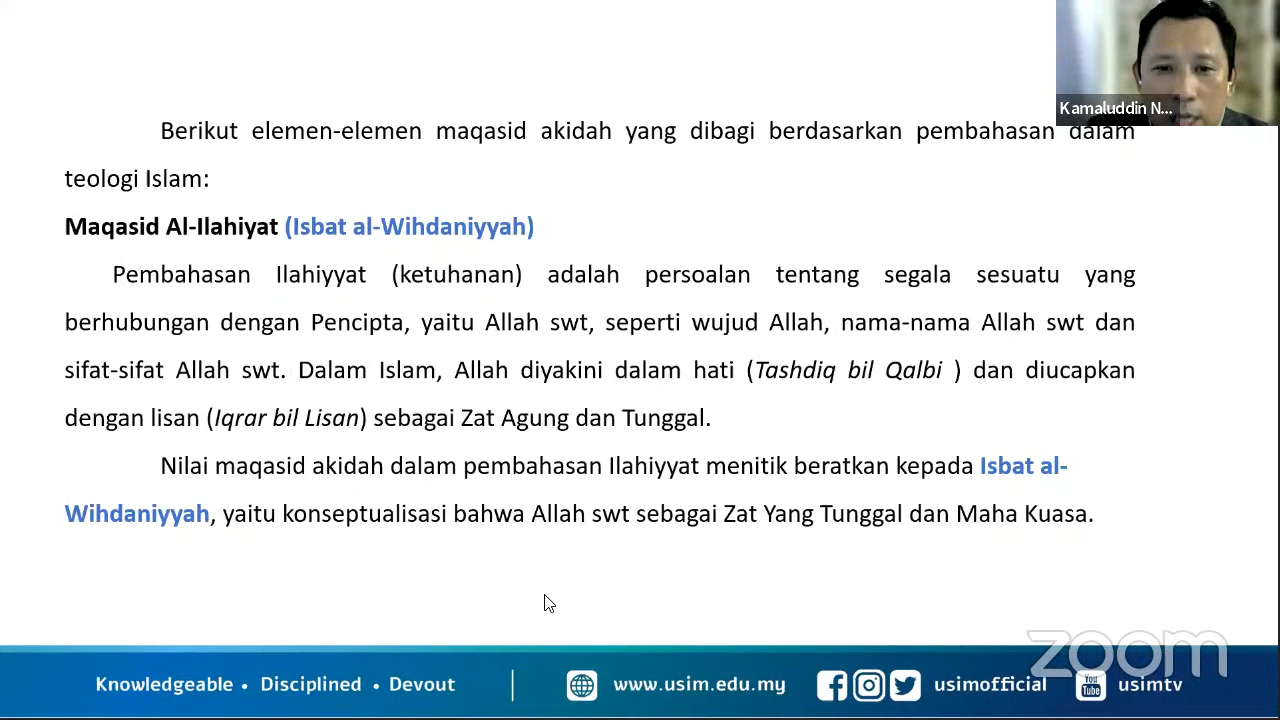 Kamaluddin N...
Berikut elemen-elemen maqasid akidah yang dibagi berdasarkan pembahasan dalam
teologi Islam:
Maqasid Al-Ilahiyat (Isbat al-Wihdaniyyah)
Pembahasan Ilahiyyat (ketuhanan) adalah persoalan tentang segala sesuatu yang
berhubungan dengan Pencipta, yaitu Allah swt, seperti wujud Allah, nama-nama Allah swt dan
sifat-sifat Allah swt. Dalam Islam, Allah diyakini dalam hati (Tashdiq bil Qalbi ) dan diucapkan
dengan lisan (Iqrar bil Lisan) sebagai Zat Agung dan Tunggal.
Nilai maqasid akidah dalam pembahasan Ilahiyyat menitik beratkan kepada Isbat al-
Wihdaniyyah, yaitu konseptualisasi bahwa Allah swt sebagai Zat Yang Tunggal dan Maha Kuasa.
zoom
Knowledgeable • Disciplined • Devout | www.usim.edu.my usimofficial You Tube usimtv